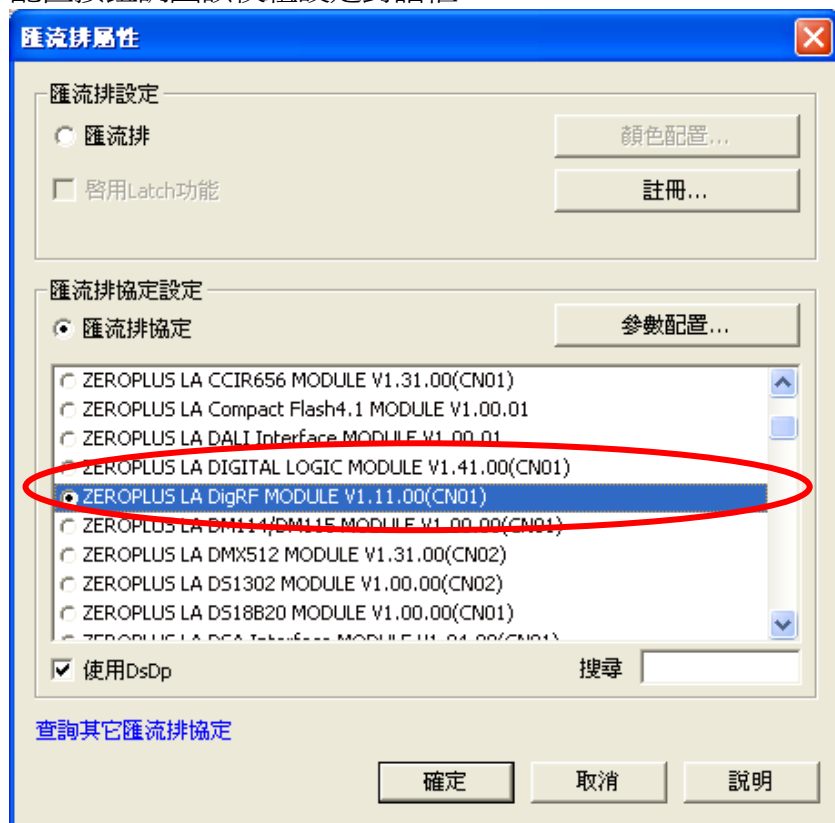 匯流排屬性
匯流排設定
匯流排
顏色配置...
啓用Latch功能
註冊...
匯流排協定設定
匯流排協定
參數配置...
ZEROPLUS LA CCIR656 MODULE V1.31.00(CN01)
ZEROPLUS LA Compact Flash4.1 MODULE V1.00.01
ZEROPLUS LA DALI Interface MODULE V1.00.01
ZEROPLUS LA DIGITAL LOGIC MODULE V1.41.00(CN01)
ZEROPLUS LA DigRF MODULE V1.11.00(CN01)
ZEROPLUS LA DM114/DM115 MODULE V1.00.00(CN01)
ZEROPLUS LA DMX512 MODULE V1.31.00(CN02)
ZEROPLUS LA DS1302 MODULE V1.00.00(CN02)
ZEROPLUS LA DS18B20 MODULE V1.00.00(CN01)
使用DsDp
搜尋
查詢其它匯流排協定
確定
取消
說明